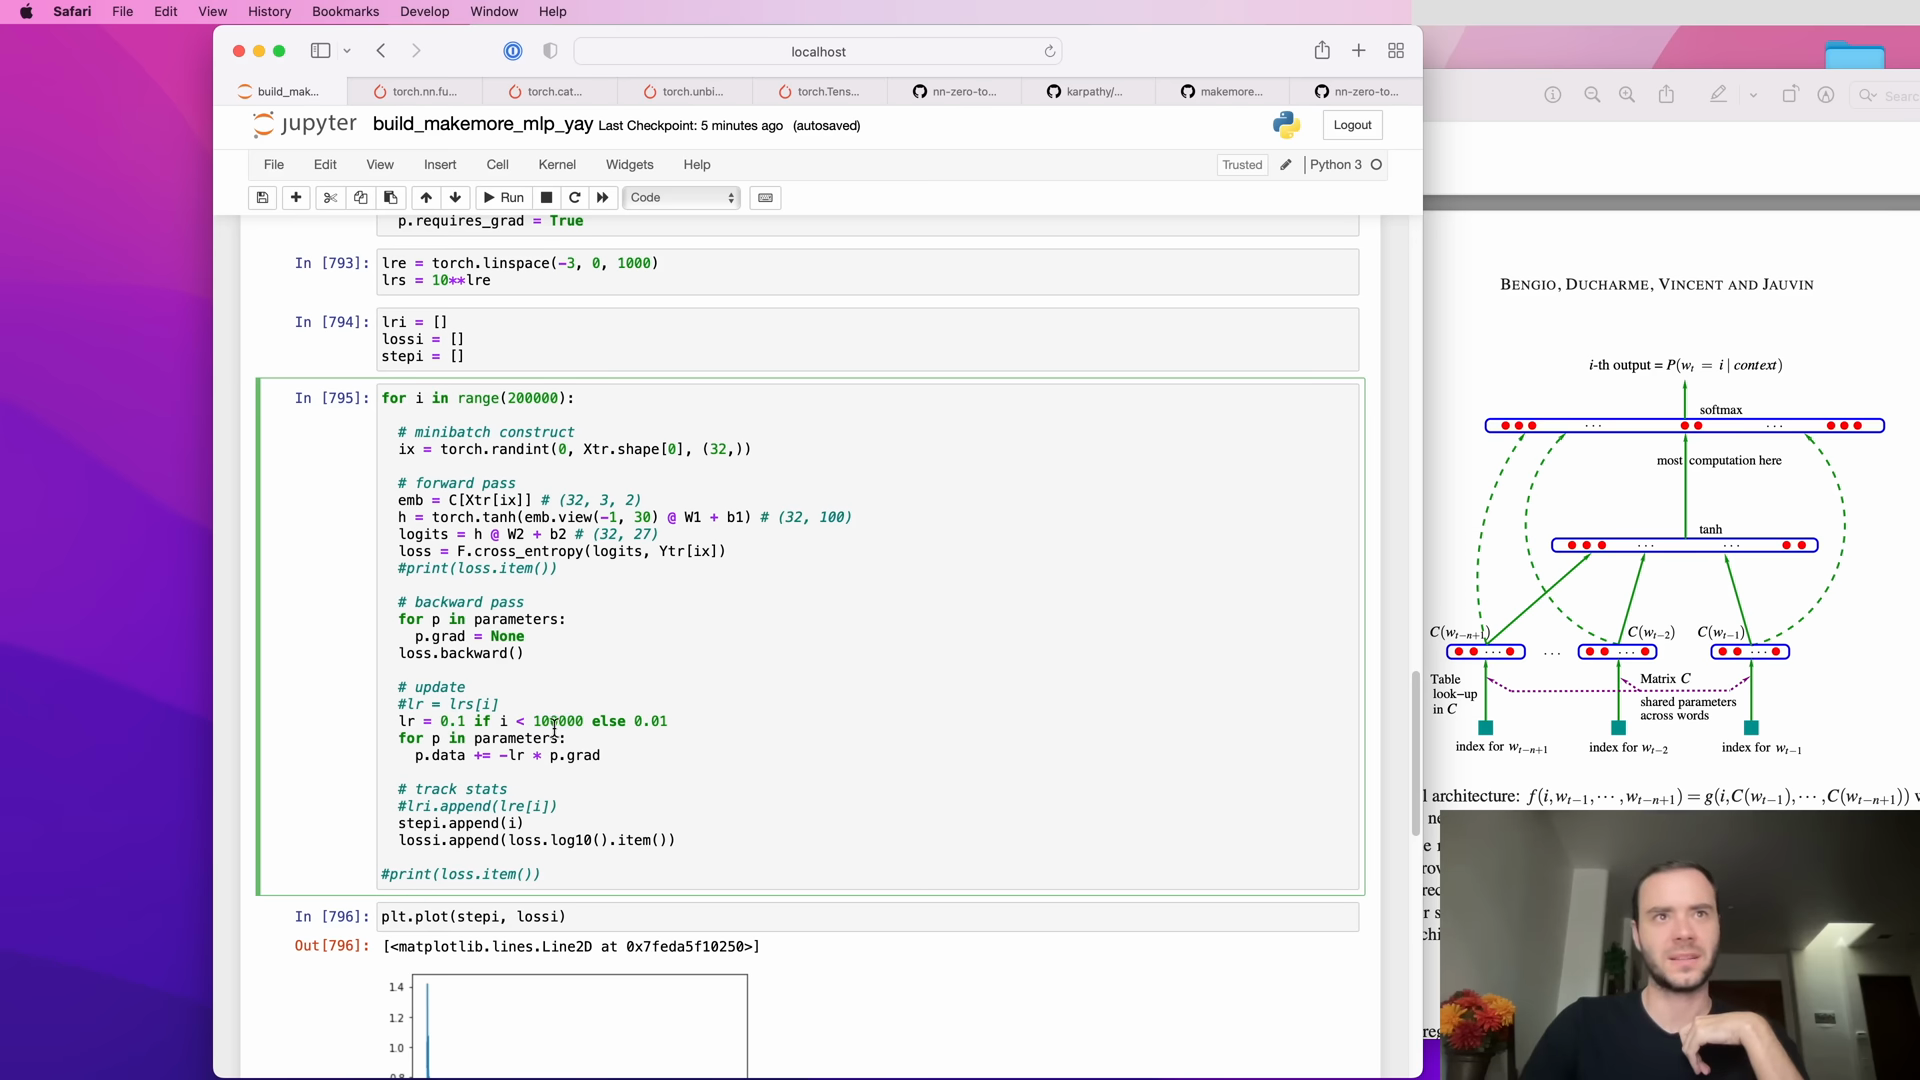 Safari File Edit View History Bookmarks Develop Window Help
localhost
build_mak... torch.nn.fu... torch.cat... torch.unbi... torch.Tens... nn-zero-to... karpathy/... makemore... nn-zero-to...
jupyter build_makemore_mlp_yay Last Checkpoint: 5 minutes ago (autosaved) Logout
File Edit View Insert Cell Kernel Widgets Help Trusted Python 3
Run Code
p.requires_grad = True
In [793]: lre = torch.linspace(-3, 0, 1000)
lrs = 10**lre
In [794]: lri = []
lossi = []
stepi = []
In [795]: for i in range(200000):
# minibatch construct
ix = torch.randint(0, Xtr.shape[0], (32,))
# forward pass
emb = C[Xtr[ix]] # (32, 3, 2)
h = torch.tanh(emb.view(-1, 30) @ W1 + b1) # (32, 100)
logits = h @ W2 + b2 # (32, 27)
loss = F.cross_entropy(logits, Ytr[ix])
#print(loss.item())
# backward pass
for p in parameters:
p.grad = None
loss.backward()
# update
#lr = lrs[i]
lr = 0.1 if i < 100000 else 0.01
for p in parameters:
p.data += -lr * p.grad
# track stats
#lri.append(lre[i])
stepi.append(i)
lossi.append(loss.log10().item())
#print(loss.item())
In [796]: plt.plot(stepi, lossi)
Out[796]: [<matplotlib.lines.Line2D at 0x7feda5f10250>]
1.4
1.2
1.0
Search
BENGIO, DUCHARME, VINCENT AND JAUVIN
i-th output = P(w_t = i | context)
softmax
. . . . . .
most computation here
tanh
. . . . . .
C(w_{t−n+1}) C(w_{t−2}) C(w_{t−1})
. . . . . . . . . . . .
Table
look−up
in C
Matrix C
shared parameters
across words
index for w_{t−n+1} index for w_{t−2} index for w_{t−1}
l architecture: f(i,w_{t−1},···,w_{t−n+1}) = g(i,C(w_{t−1}),···,C(w_{t−n+1}))